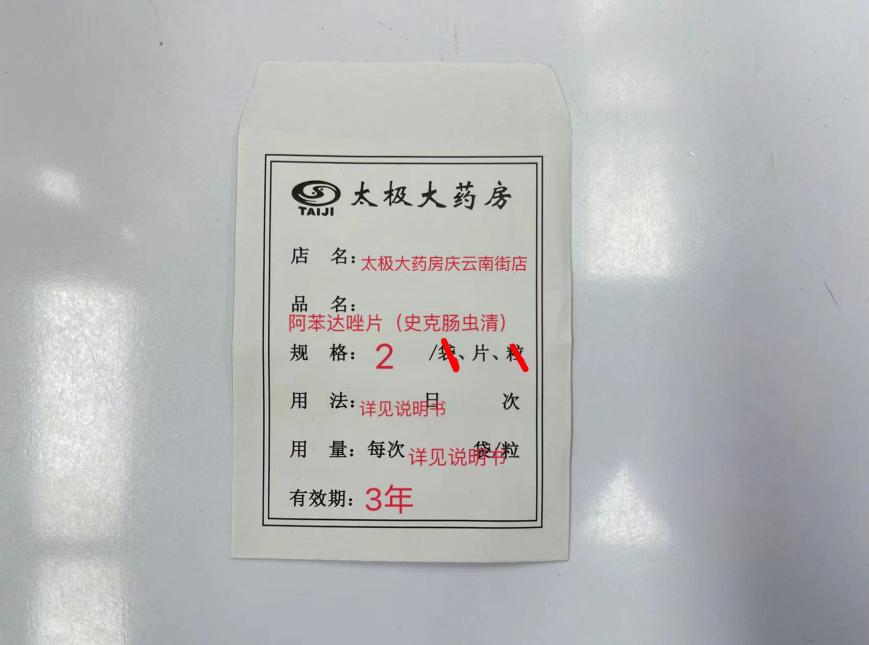 TAIJI 太极大药房
店 名：太极大药房庆云南街店
品 名：
阿苯达唑片（史克肠虫清）
规 格：2 /袋、片、粒
用 法：详见说明书 日 次
用 量：每次 详见说明书 袋/粒
有效期：3年